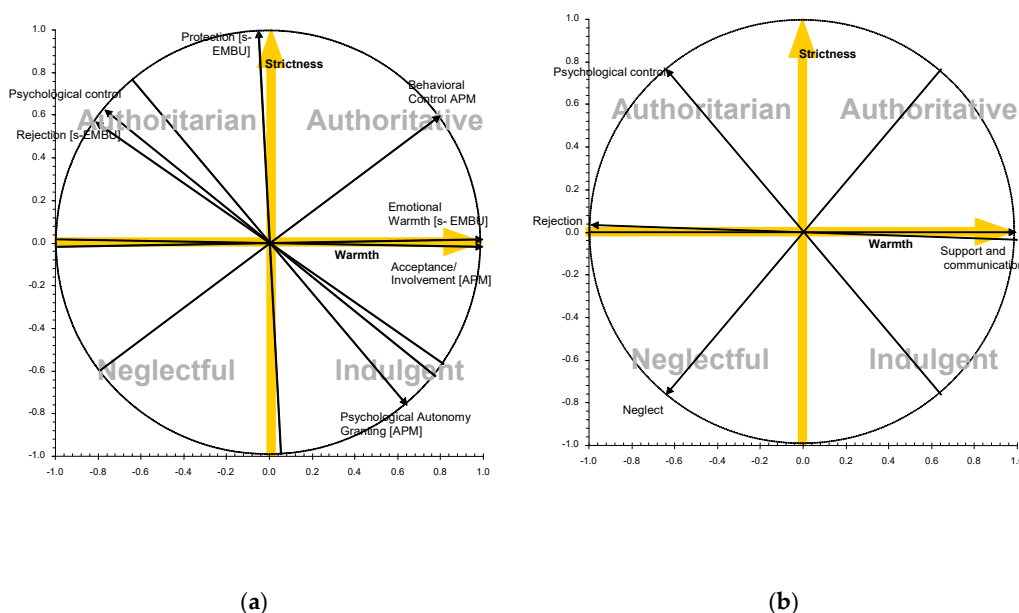 (a)
1.0
0.8
0.6
0.4
0.2
0.0
-0.2
-0.4
-0.6
-0.8
-1.0
-1.0 -0.8 -0.6 -0.4 -0.2 0.0 0.2 0.4 0.6 0.8 1.0
Protection [s-
EMBU]
Strictness
Behavioral
Control APM
Psychological control
Authoritarian
Authoritative
Rejection [s-EMBU]
Emotional
Warmth [s- EMBU]
Warmth
Acceptance/
Involvement [APM]
Neglectful
Indulgent
Psychological Autonomy
Granting [APM]
(b)
1.0
0.8
0.6
0.4
0.2
0.0
-0.2
-0.4
-0.6
-0.8
-1.0
-1.0 -0.8 -0.6 -0.4 -0.2 0.0 0.2 0.4 0.6 0.8 1.0
Strictness
Psychological control
Authoritarian
Authoritative
Rejection
Warmth
Support and
communication
Neglectful
Indulgent
Neglect